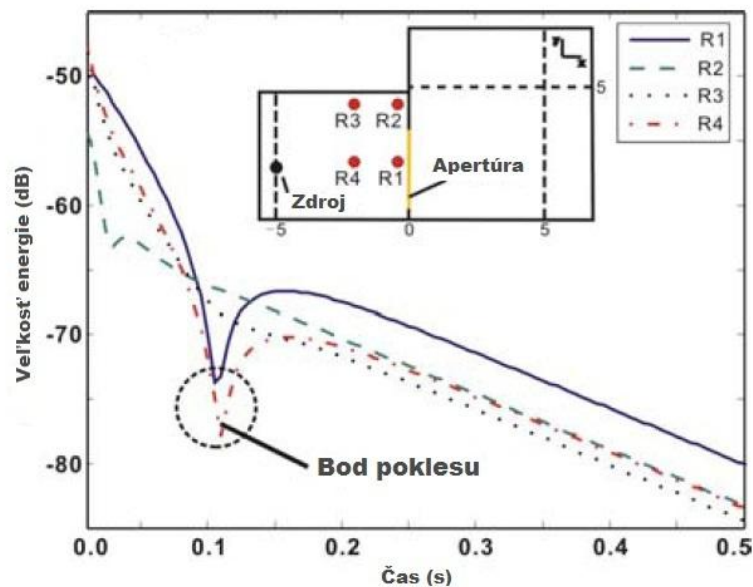 Veľkosť energie (dB)
-50
-60
-70
-80
0.0
0.1
0.2
0.3
0.4
0.5
Čas (s)
R1
R2
R3
R4
y
x
5
R3
R2
R4
R1
Zdroj
Apertúra
-5
0
5
Bod poklesu